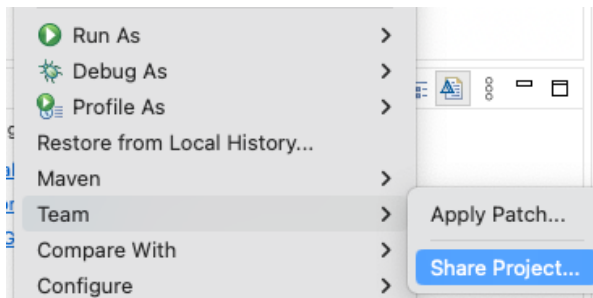 Run As
Debug As
Profile As
Restore from Local History...
Maven
Team
Apply Patch...
Compare With
Share Project...
Configure